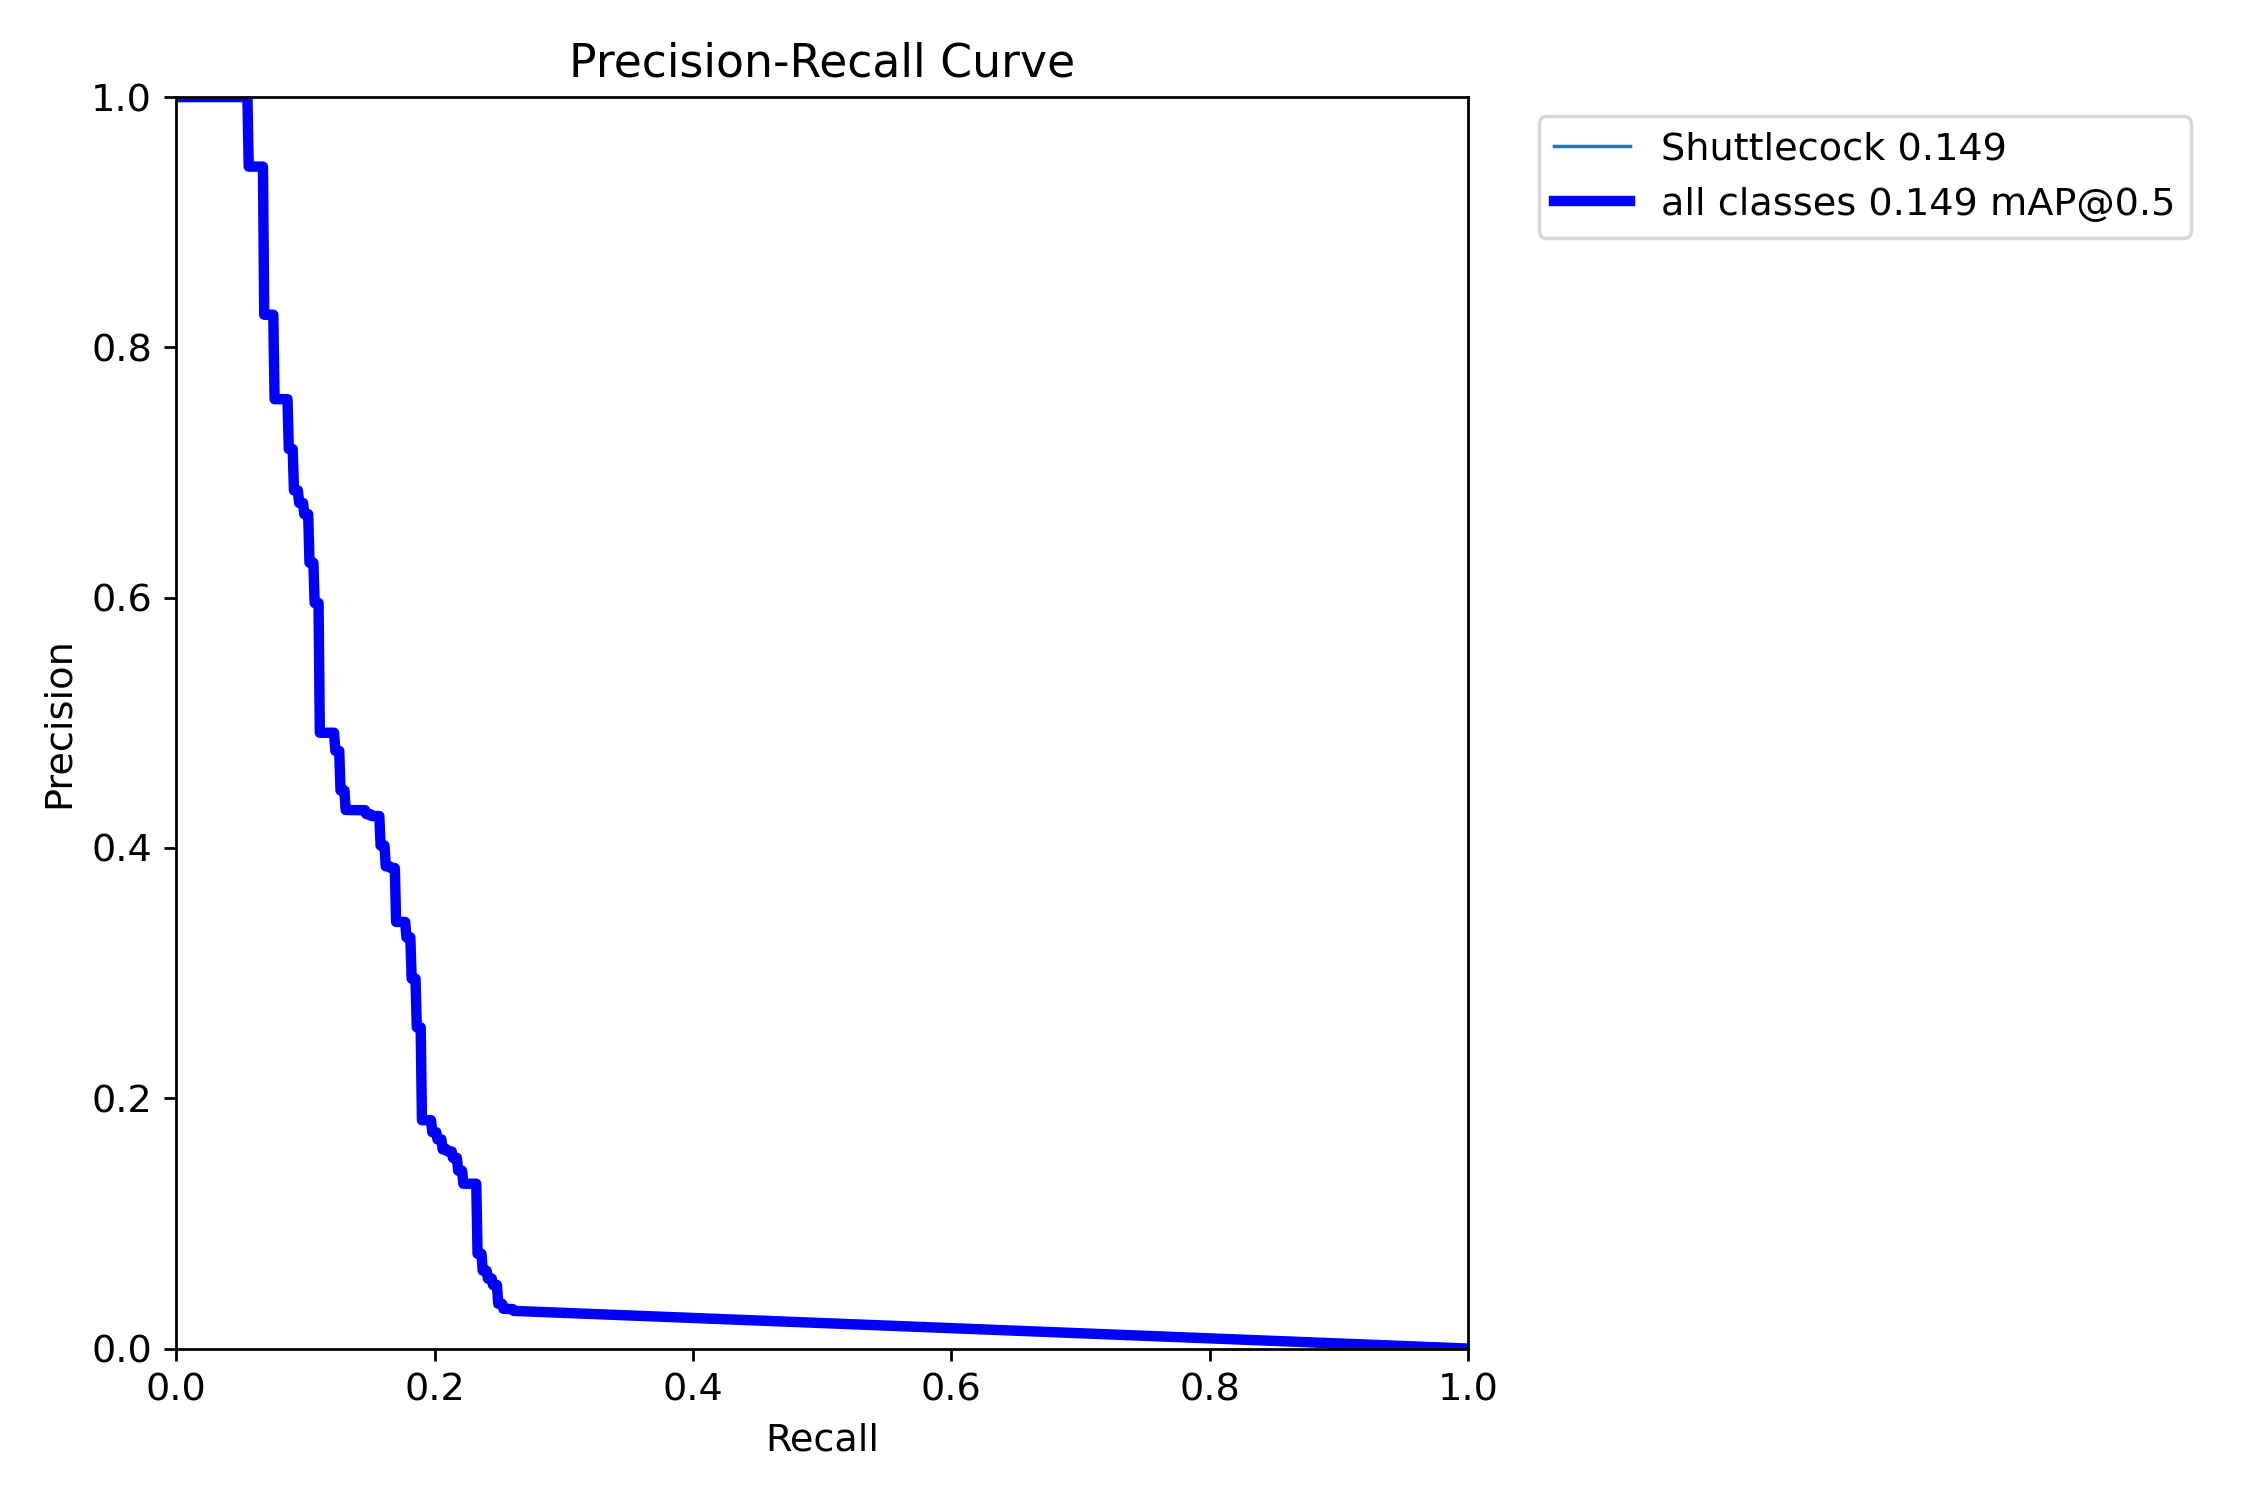 Precision-Recall Curve
Shuttlecock 0.149
all classes 0.149 mAP@0.5
Precision
1.0
0.8
0.6
0.4
0.2
0.0
0.0 0.2 0.4 0.6 0.8 1.0
Recall